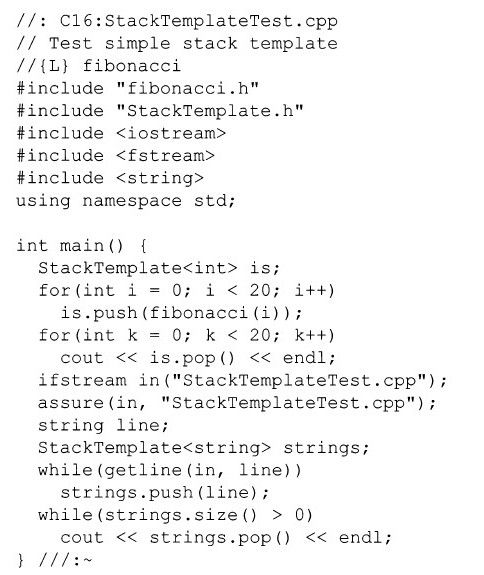 //: C16:StackTemplateTest.cpp
// Test simple stack template
//{L} fibonacci
#include "fibonacci.h"
#include "StackTemplate.h"
#include <iostream>
#include <fstream>
#include <string>
using namespace std;

int main() {
  StackTemplate<int> is;
  for(int i = 0; i < 20; i++)
    is.push(fibonacci(i));
  for(int k = 0; k < 20; k++)
    cout << is.pop() << endl;
  ifstream in("StackTemplateTest.cpp");
  assure(in, "StackTemplateTest.cpp");
  string line;
  StackTemplate<string> strings;
  while(getline(in, line))
    strings.push(line);
  while(strings.size() > 0)
    cout << strings.pop() << endl;
} ///:~